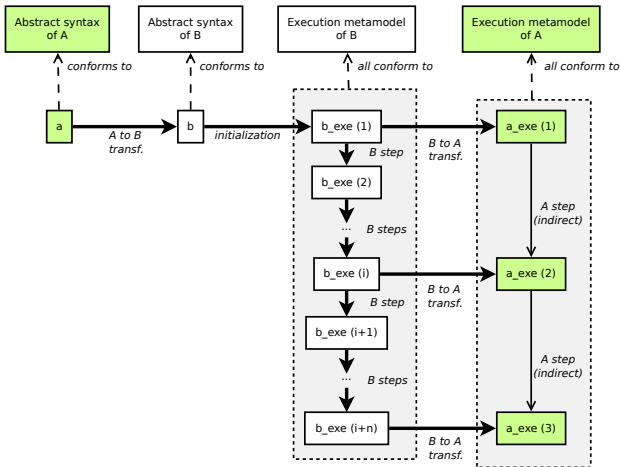 Abstract syntax
of A
Abstract syntax
of B
Execution metamodel
of B
Execution metamodel
of A
conforms to
conforms to
all conform to
all conform to
a
A to B
transf.
b
initialization
b_exe (1)
B to A
transf.
a_exe (1)
B step
b_exe (2)
...
B steps
A step
(indirect)
b_exe (i)
B to A
transf.
a_exe (2)
B step
b_exe (i+1)
...
B steps
A step
(indirect)
b_exe (i+n)
B to A
transf.
a_exe (3)